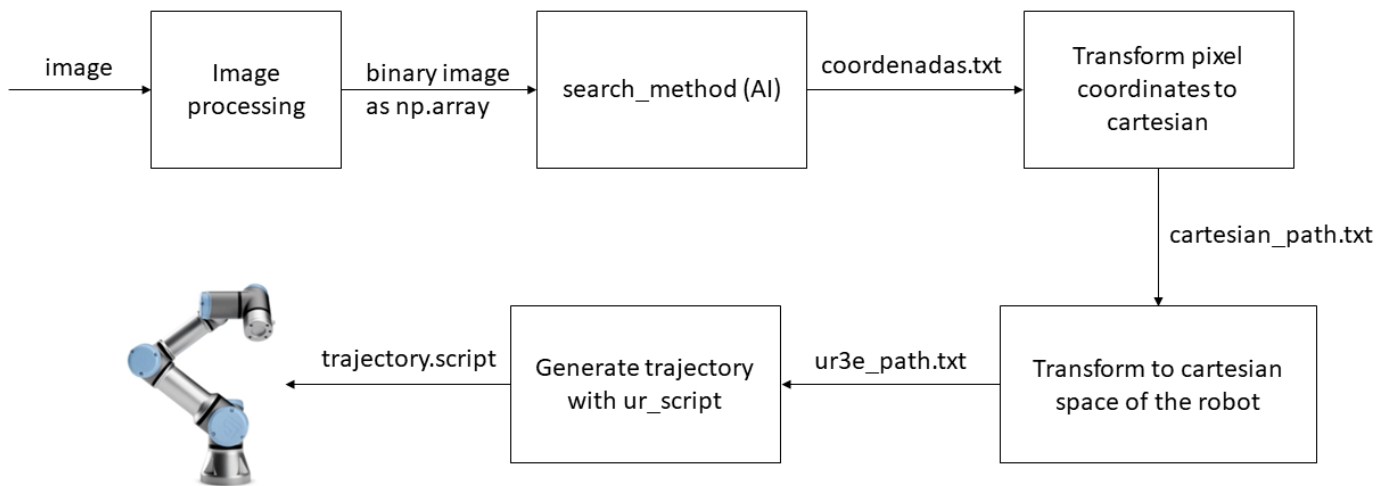 image
Image
processing
binary image
as np.array
search_method (AI)
coordenadas.txt
Transform pixel
coordinates to
cartesian
cartesian_path.txt
Transform to cartesian
space of the robot
ur3e_path.txt
Generate trajectory
with ur_script
trajectory.script